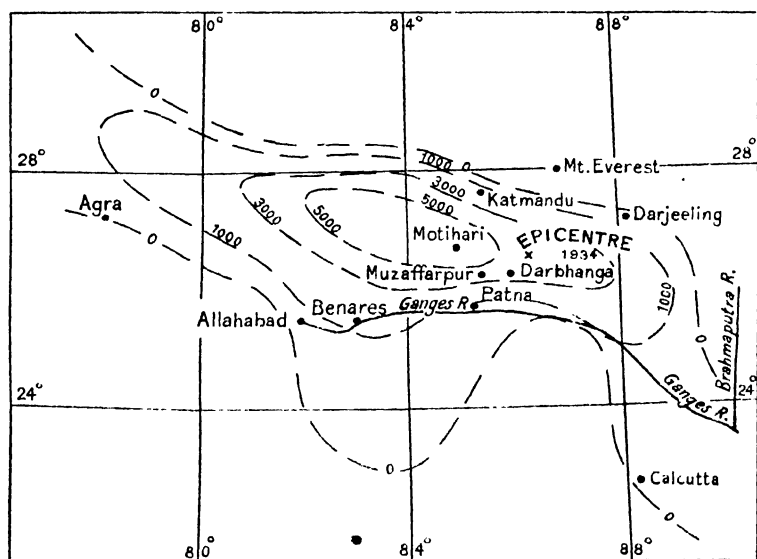 80° 84° 88°
0
28° 1000 0 28°
Mt. Everest
3000 Katmandu
Agra 3000 5000 Darjeeling
5000
0 1000 Motihari EPICENTRE
× 1934
Muzaffarpur Darbhanga
1000
Benares Ganges R. Patna
Allahabad
0
Brahmaputra R.
Ganges R.
24° 24°
0
Calcutta
0
80° 84° 88°